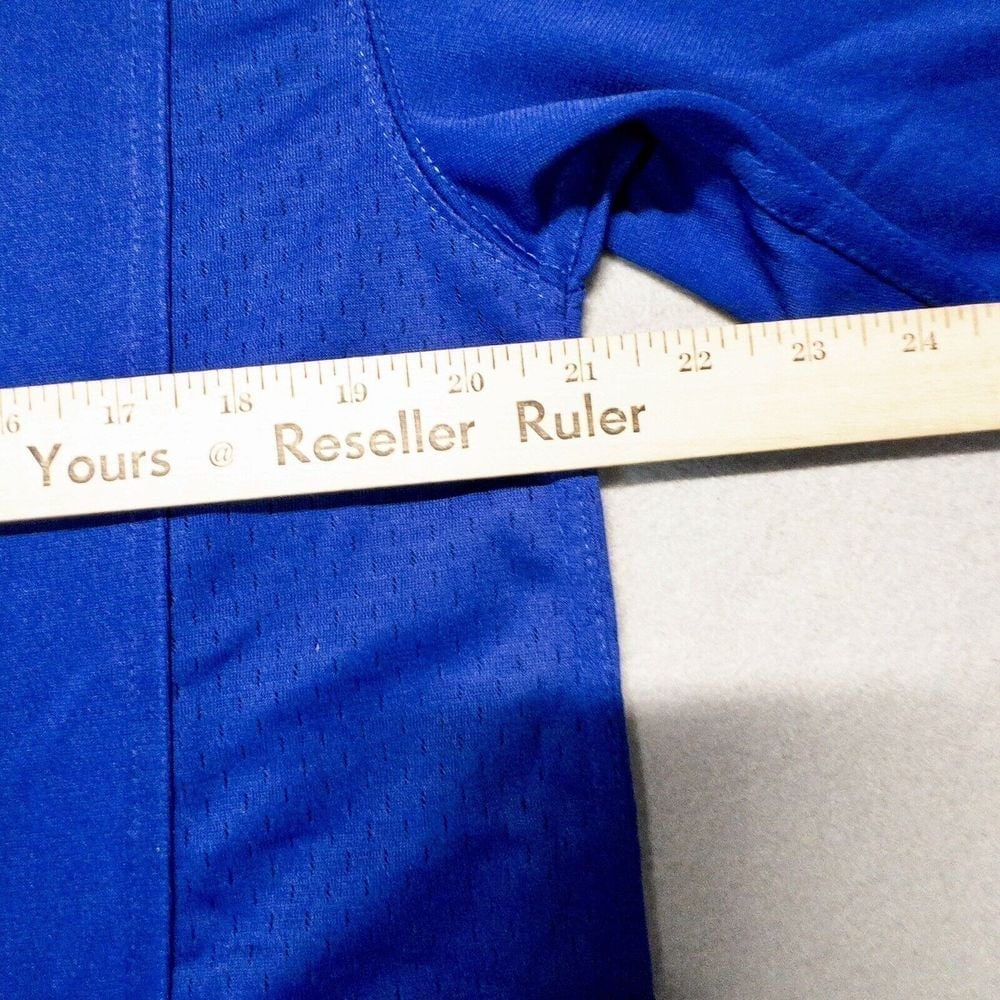 6 17 18 19 20 21 22 23 24
Yours @ Reseller Ruler